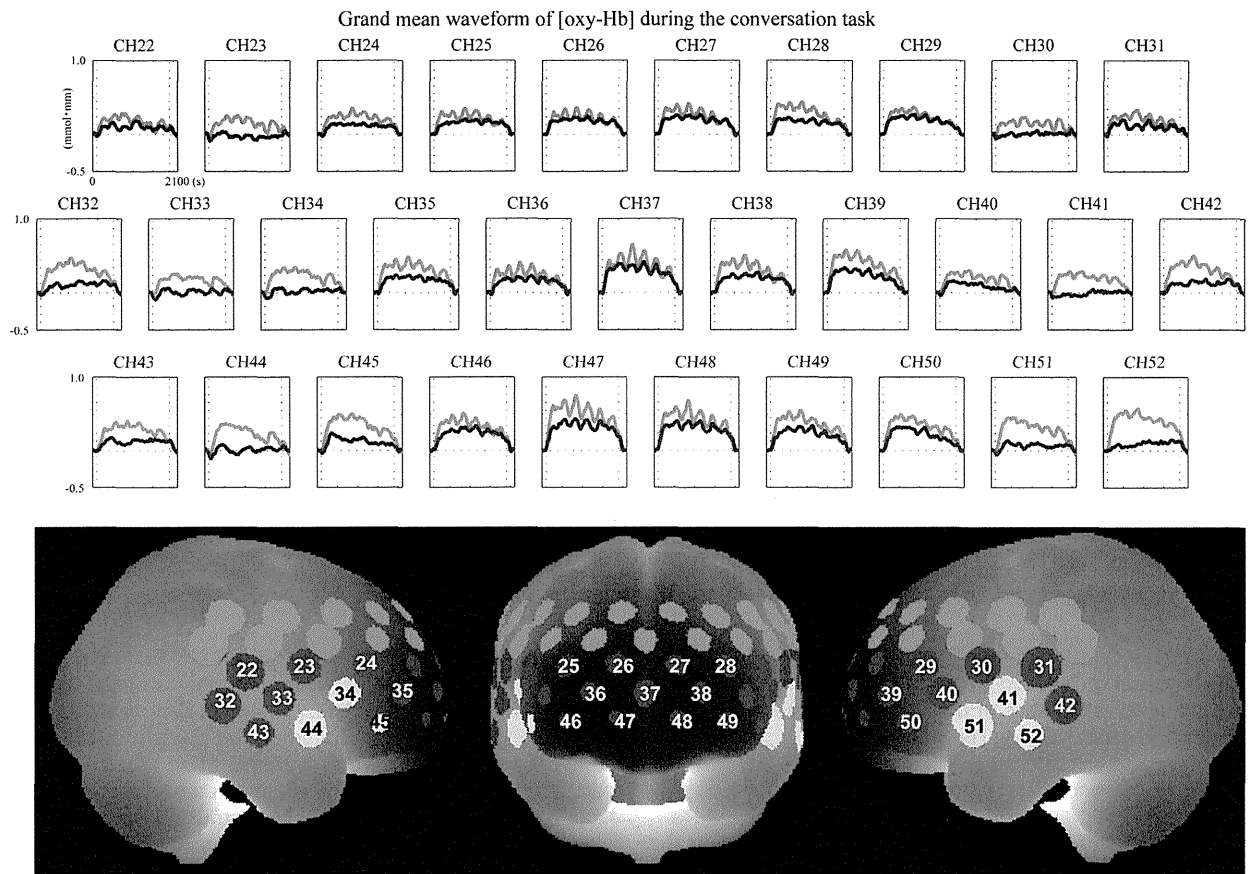 Grand mean waveform of [oxy-Hb] during the conversation task
CH22 CH23 CH24 CH25 CH26 CH27 CH28 CH29 CH30 CH31
1.0
(mmol·mm)
-0.5
0 2100 (s)
CH32 CH33 CH34 CH35 CH36 CH37 CH38 CH39 CH40 CH41 CH42
1.0
-0.5
CH43 CH44 CH45 CH46 CH47 CH48 CH49 CH50 CH51 CH52
1.0
-0.5
22 23 24 25 26 27 28 29 30 31
32 33 34 35 36 37 38 39 40 41 42
43 44 45 46 47 48 49 50 51 52